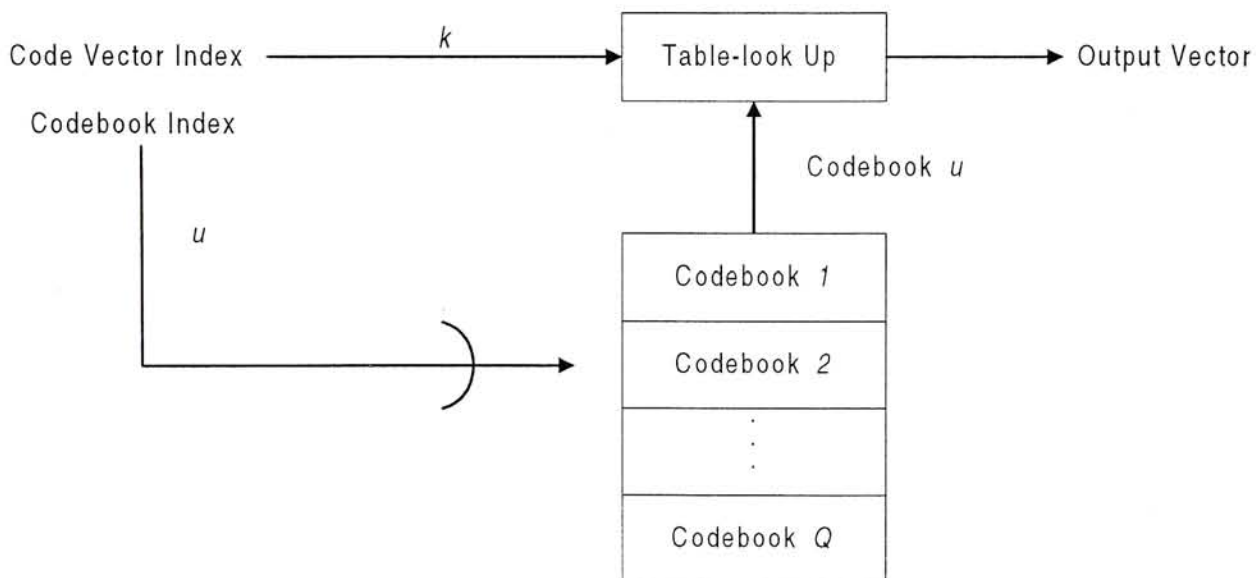 k
Code Vector Index
Table-look Up
Output Vector
Codebook Index
Codebook u
u
Codebook 1
Codebook 2
Codebook Q